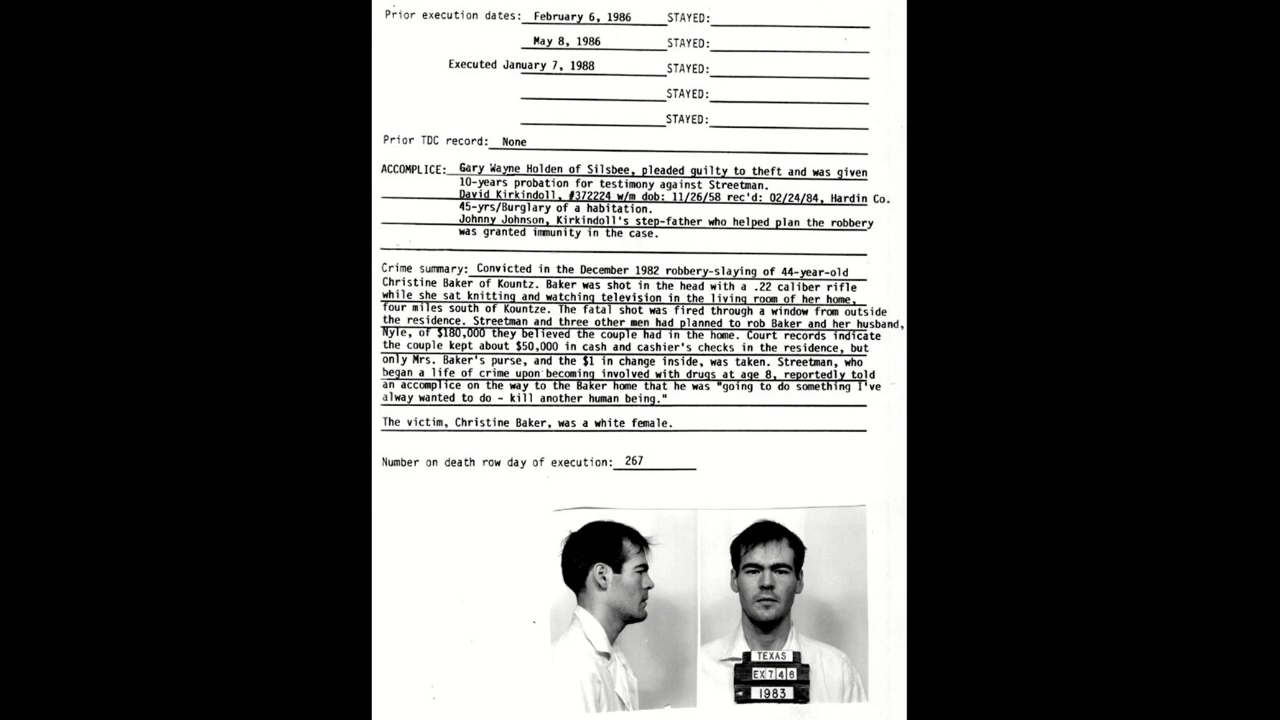 Prior execution dates: February 6, 1986 STAYED:
May 8, 1986 STAYED:
Executed January 7, 1988 STAYED:
STAYED:
STAYED:
Prior TDC record: None
ACCOMPLICE: Gary Wayne Holden of Silsbee, pleaded guilty to theft and was given
10-years probation for testimony against Streetman.
David Kirkindoll, #372224 w/m dob: 11/26/58 rec'd: 02/24/84, Hardin Co.
45-yrs/Burglary of a habitation.
Johnny Johnson, Kirkindoll's step-father who helped plan the robbery
was granted immunity in the case.
Crime summary: Convicted in the December 1982 robbery-slaying of 44-year-old
Christine Baker of Kountz. Baker was shot in the head with a .22 caliber rifle
while she sat knitting and watching television in the living room of her home,
four miles south of Kountze. The fatal shot was fired through a window from outside
the residence. Streetman and three other men had planned to rob Baker and her husband,
Nyle, of $180,000 they believed the couple had in the home. Court records indicate
the couple kept about $50,000 in cash and cashier's checks in the residence, but
only Mrs. Baker's purse, and the $1 in change inside, was taken. Streetman, who
began a life of crime upon becoming involved with drugs at age 8, reportedly told
an accomplice on the way to the Baker home that he was "going to do something I've
alway wanted to do - kill another human being."
The victim, Christine Baker, was a white female.
Number on death row day of execution: 267
TEXAS
EX746
1983